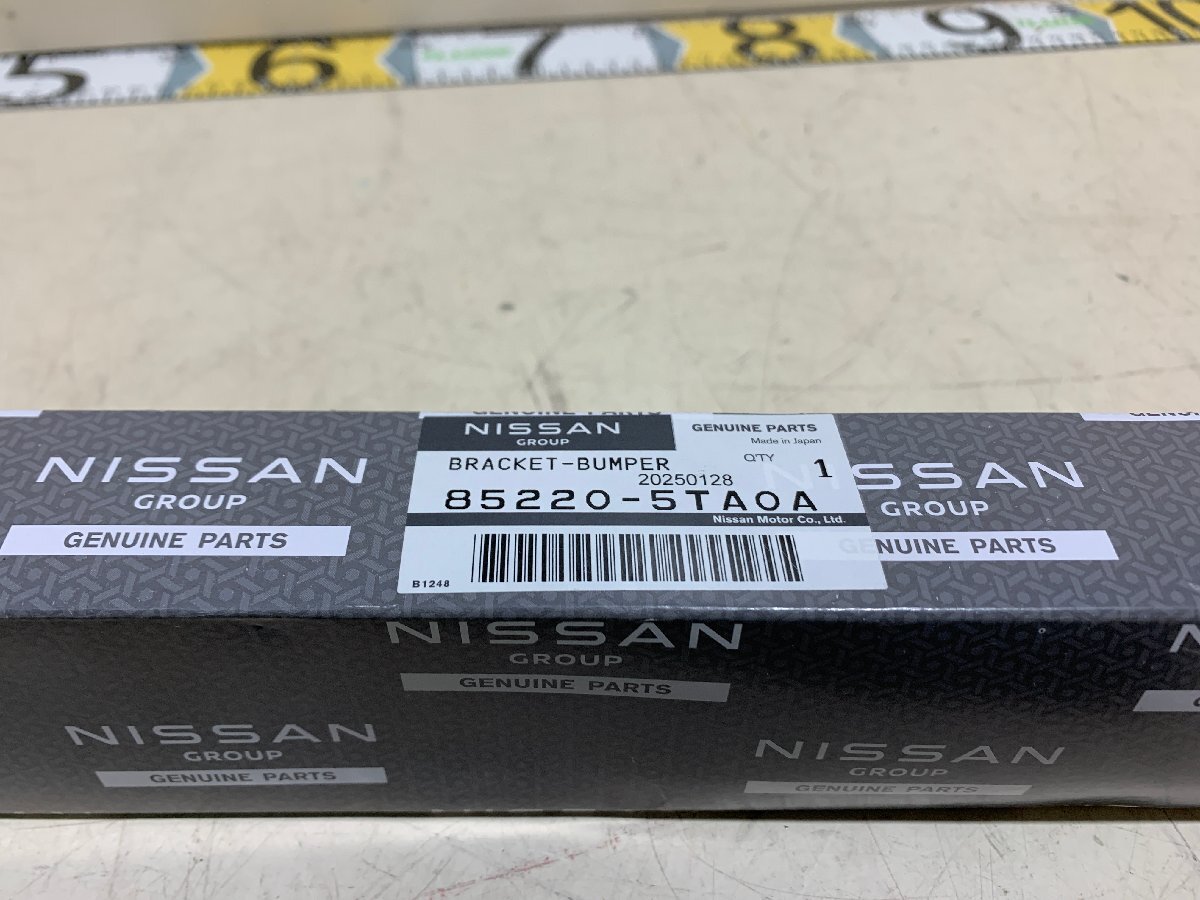 5 6 7 8 9 10
GENUINE PARTS
NISSAN
GROUP
GENUINE PARTS
Made in Japan
BRACKET-BUMPER
20250128
Q'TY
1
85220-5TA0A
Nissan Motor Co., Ltd.
B1248
NISSAN
GROUP
GENUINE PARTS
NISSAN
GROUP
GENUINE PARTS
NISSAN
GROUP
GENUINE PARTS
NISSAN
GROUP
GENUINE PARTS
NISSAN
GROUP
GENUINE PARTS